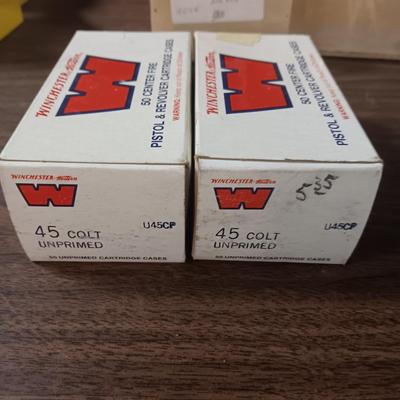 WINCHESTER-Western
W
50 CENTER FIRE
PISTOL & REVOLVER CARTRIDGE CASES
WINCHESTER-Western
W
45 COLT
U45CP
UNPRIMED
50 UNPRIMED CARTRIDGE CASES
WINCHESTER-Western
W
50 CENTER FIRE
PISTOL & REVOLVER CARTRIDGE CASES
WINCHESTER-Western
W
45 COLT
U45CP
UNPRIMED
50 UNPRIMED CARTRIDGE CASES